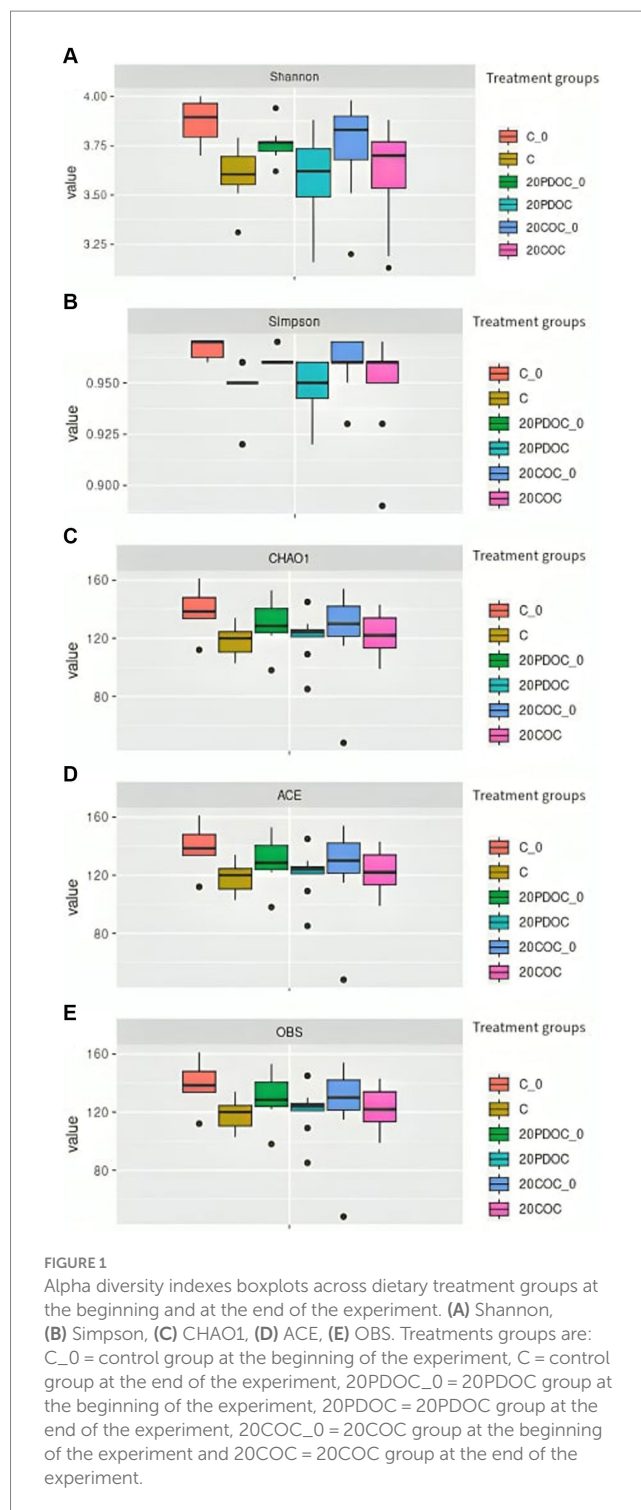 A
Shannon
Treatment groups
4.00
3.75
3.50
3.25
value
C_0
C
20PDOC_0
20PDOC
20COC_0
20COC
B
Simpson
Treatment groups
0.950
0.925
0.900
value
C_0
C
20PDOC_0
20PDOC
20COC_0
20COC
C
CHAO1
Treatment groups
160
120
80
value
C_0
C
20PDOC_0
20PDOC
20COC_0
20COC
D
ACE
Treatment groups
160
120
80
value
C_0
C
20PDOC_0
20PDOC
20COC_0
20COC
E
OBS
Treatment groups
160
120
80
value
C_0
C
20PDOC_0
20PDOC
20COC_0
20COC
FIGURE 1
Alpha diversity indexes boxplots across dietary treatment groups at
the beginning and at the end of the experiment. (A) Shannon,
(B) Simpson, (C) CHAO1, (D) ACE, (E) OBS. Treatments groups are:
C_0 = control group at the beginning of the experiment, C = control
group at the end of the experiment, 20PDOC_0 = 20PDOC group at
the beginning of the experiment, 20PDOC = 20PDOC group at the
end of the experiment, 20COC_0 = 20COC group at the beginning
of the experiment and 20COC = 20COC group at the end of the
experiment.